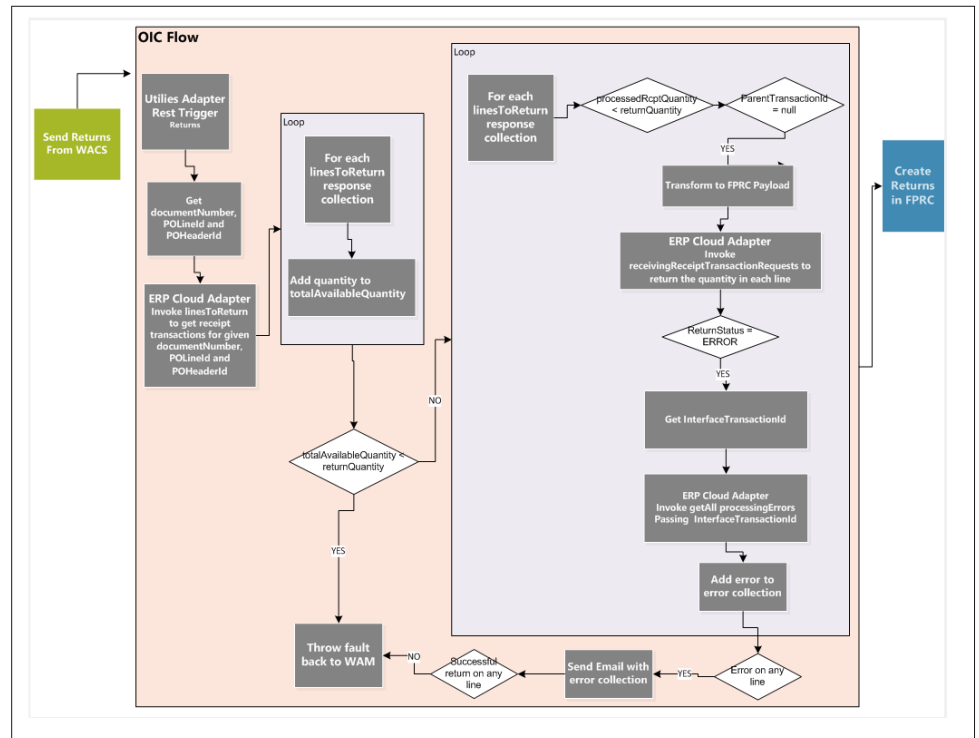 OIC Flow
Send Returns
From WACS
Utilies Adapter
Rest Trigger
Returns
Get
documentNumber,
POLineId and
POHeaderId
ERP Cloud Adapter
Invoke linesToReturn
to get receipt
transactions for given
documentNumber,
POLineId and
POHeaderId
Loop
For each
linesToReturn
response
collection
Add quantity to
totalAvailableQuantity
totalAvailableQuantity <
returnQuantity
NO
YES
Throw fault
back to WAM
Loop
For each
linesToReturn
response
collection
processedRcptQuantity
< returnQuantity
ParentTransactionId
= null
YES
Transform to FPRC Payload
ERP Cloud Adapter
Invoke
receivingReceiptTransactionRequests to
return the quantity in each line
ReturnStatus =
ERROR
YES
Get InterfaceTransactionId
ERP Cloud Adapter
Invoke getAll processingErrors
Passing InterfaceTransactionId
Add error to
error collection
Error on any
line
YES
Send Email with
error collection
Successful
return on any
line
NO
Create
Returns
in FPRC